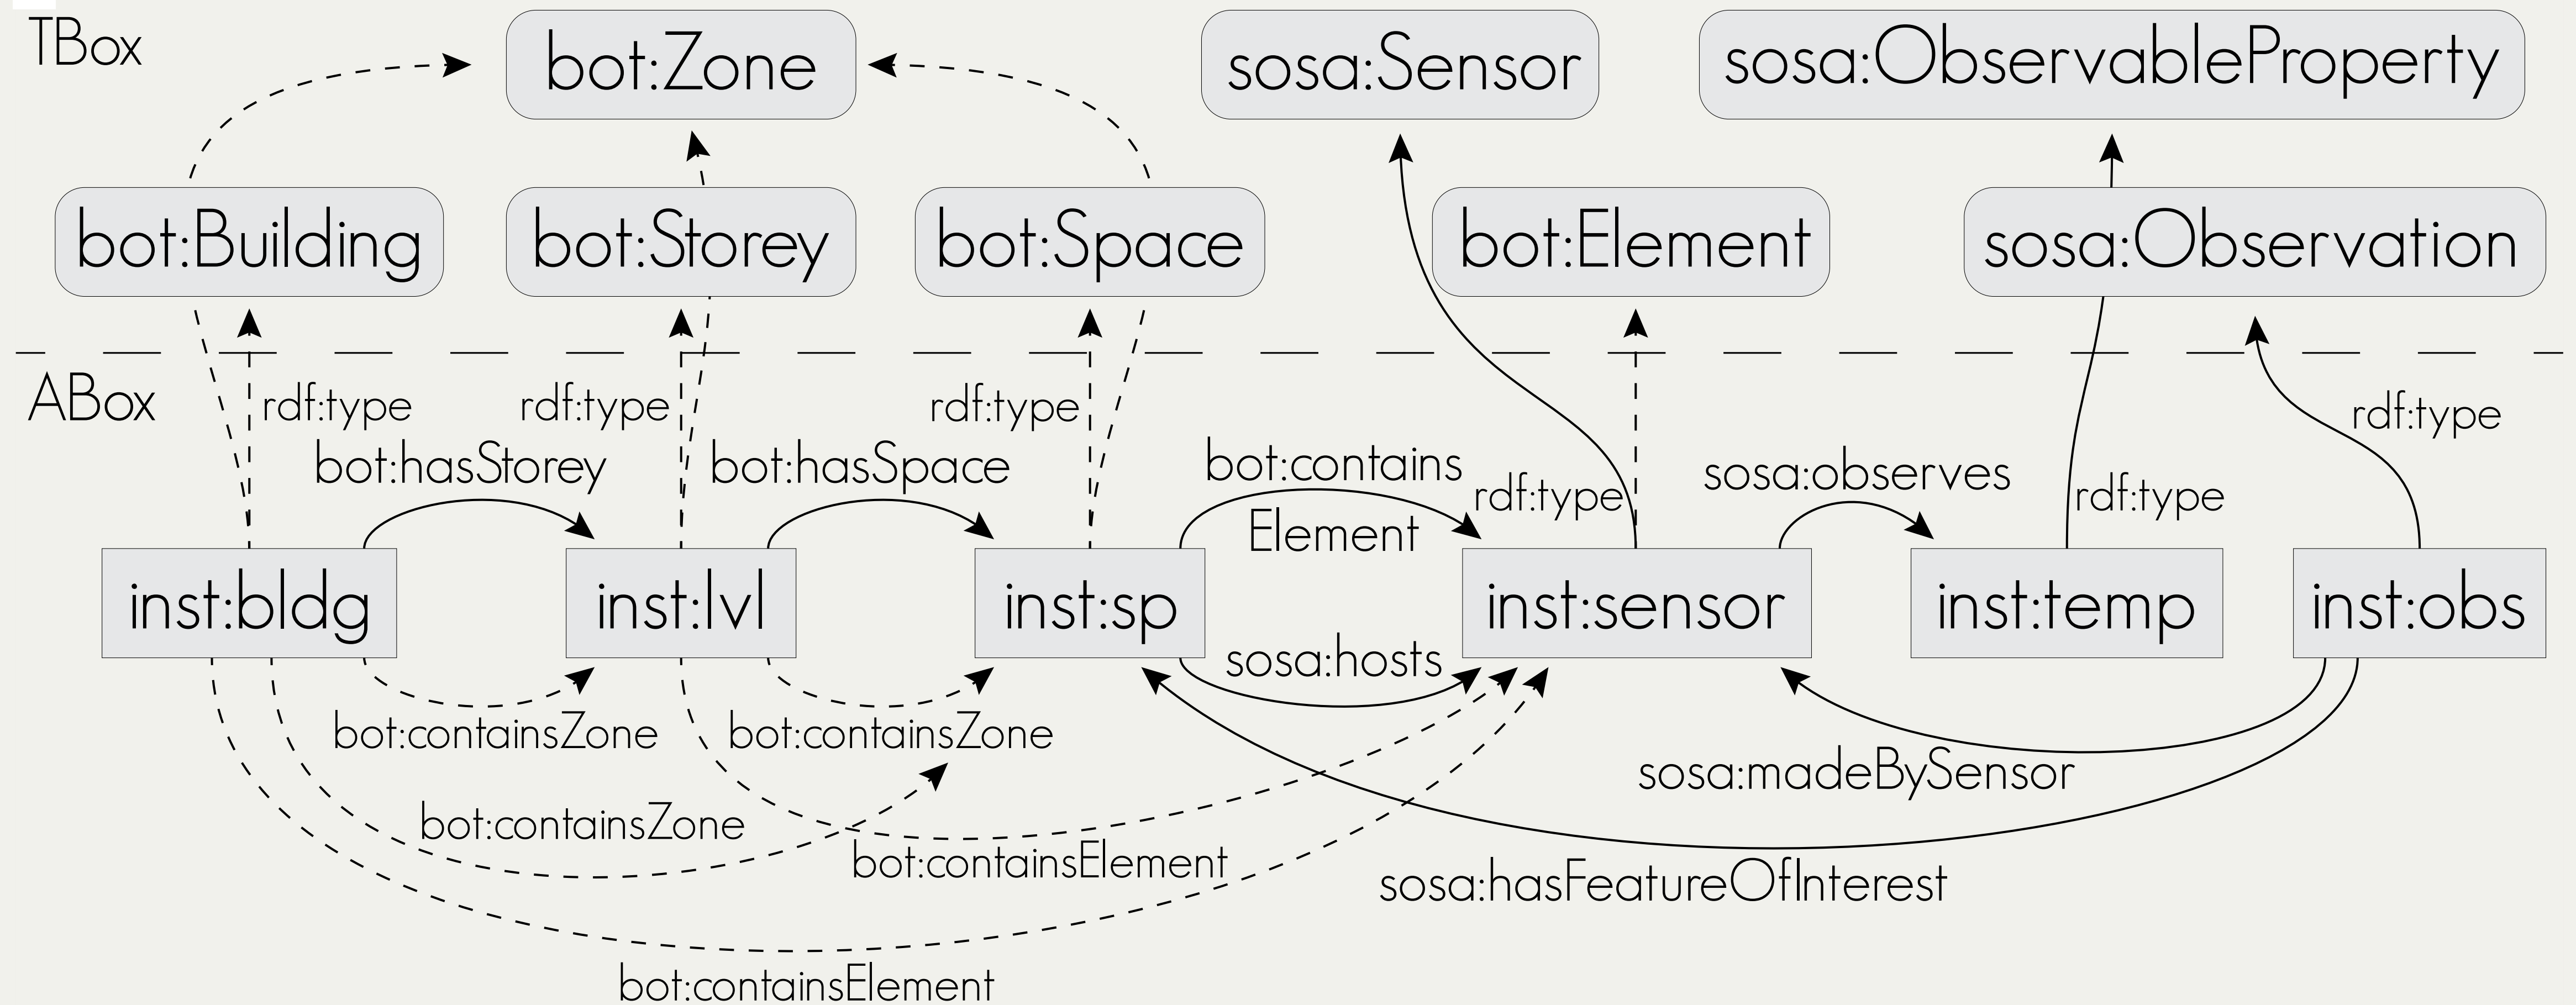 TBox
bot:Zone
sosa:Sensor
sosa:ObservableProperty
bot:Building
bot:Storey
bot:Space
bot:Element
sosa:Observation
ABox
rdf:type
rdf:type
rdf:type
rdf:type
bot:hasStorey
bot:hasSpace
bot:contains
Element
rdf:type
sosa:observes
rdf:type
inst:bldg
inst:lvl
inst:sp
inst:sensor
inst:temp
inst:obs
sosa:hosts
bot:containsZone
bot:containsZone
sosa:madeBySensor
bot:containsZone
bot:containsElement
sosa:hasFeatureOfInterest
bot:containsElement